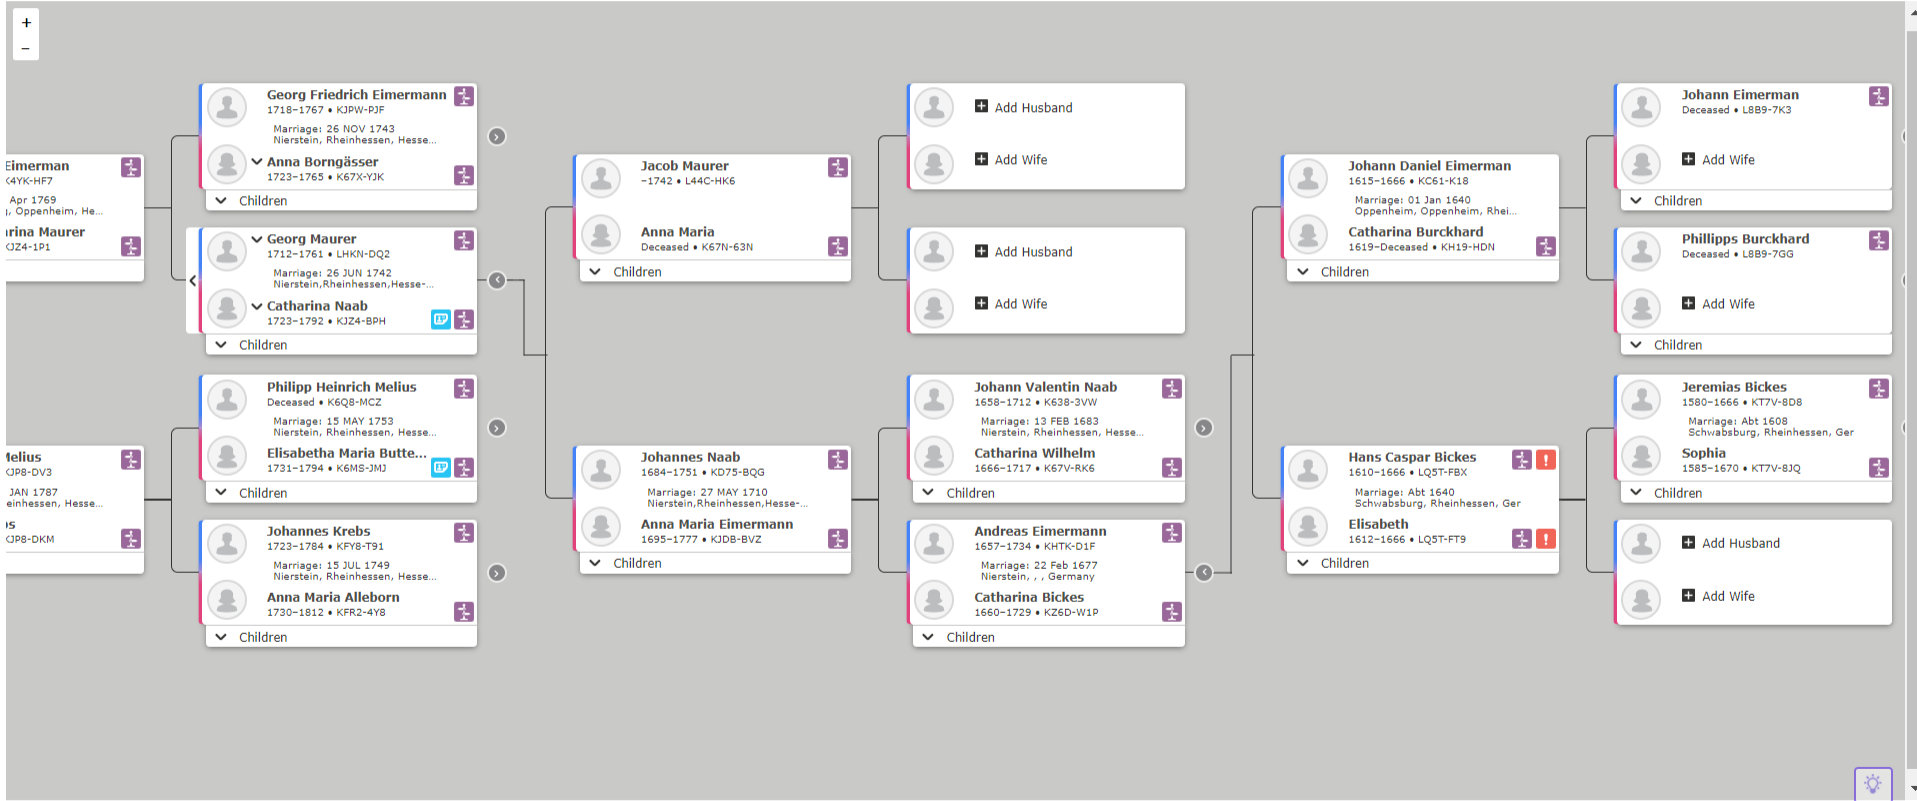 +
−
Eimerman
K4YK-HF7
Apr 1769
, Oppenheim, He...
arina Maurer
KJZ4-1P1
Melius
KJP8-DV3
JAN 1787
einhessen, Hesse...
KJP8-DKM
Georg Friedrich Eimermann
1718–1767 • KJPW-PJF
Marriage: 26 NOV 1743
Nierstein, Rheinhessen, Hesse...
Anna Borngässer
1723–1765 • K67X-YJK
Children
Georg Maurer
1712–1761 • LHKN-DQ2
Marriage: 26 JUN 1742
Nierstein,Rheinhessen,Hesse-...
Catharina Naab
1723–1792 • KJZ4-BPH
Children
Philipp Heinrich Melius
Deceased • K6Q8-MCZ
Marriage: 15 MAY 1753
Nierstein, Rheinhessen, Hesse...
Elisabetha Maria Butte...
1731–1794 • K6MS-JMJ
Children
Johannes Krebs
1723–1784 • KFY8-T91
Marriage: 15 JUL 1749
Nierstein, Rheinhessen, Hesse...
Anna Maria Alleborn
1730–1812 • KFR2-4Y8
Children
Jacob Maurer
–1742 • L44C-HK6
Anna Maria
Deceased • K67N-63N
Children
Johannes Naab
1684–1751 • KD75-BQG
Marriage: 27 MAY 1710
Nierstein,Rheinhessen,Hesse-...
Anna Maria Eimermann
1695–1777 • KJDB-BVZ
Children
Add Husband
Add Wife
Add Husband
Add Wife
Johann Valentin Naab
1658–1712 • K638-3VW
Marriage: 13 FEB 1683
Nierstein, Rheinhessen, Hesse...
Catharina Wilhelm
1666–1717 • K67V-RK6
Children
Andreas Eimermann
1657–1734 • KHTK-D1F
Marriage: 22 Feb 1677
Nierstein, , , Germany
Catharina Bickes
1660–1729 • KZ6D-W1P
Children
Johann Daniel Eimerman
1615–1666 • KC61-K18
Marriage: 01 Jan 1640
Oppenheim, Oppenheim, Rhei...
Catharina Burckhard
1619–Deceased • KH19-HDN
Children
Hans Caspar Bickes
1610–1666 • LQ5T-FBX
Marriage: Abt 1640
Schwabsburg, Rheinhessen, Ger
Elisabeth
1612–1666 • LQ5T-FT9
Children
Johann Eimerman
Deceased • L8B9-7K3
Add Wife
Children
Phillipps Burckhard
Deceased • L8B9-7GG
Add Wife
Children
Jeremias Bickes
1580–1666 • KT7V-8D8
Marriage: Abt 1608
Schwabsburg, Rheinhessen, Ger
Sophia
1585–1670 • KT7V-8JQ
Children
Add Husband
Add Wife